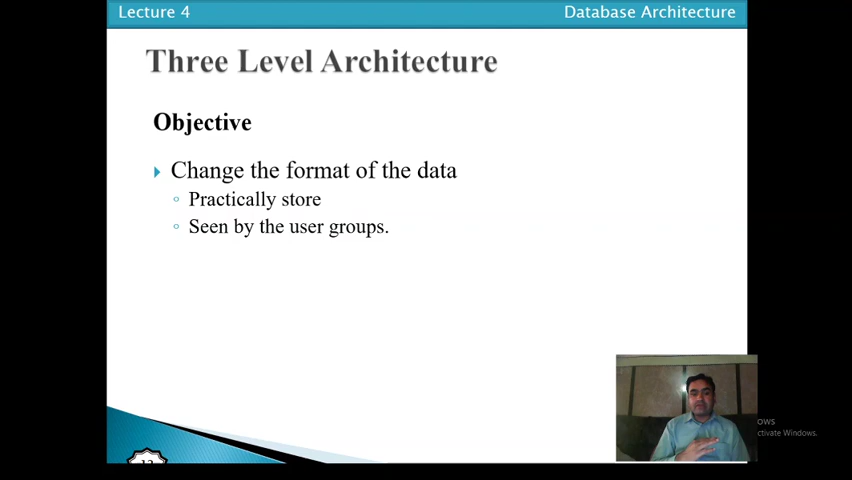 Lecture 4
Database Architecture
Three Level Architecture
Objective
Change the format of the data
Practically store
Seen by the user groups.
ows
ctivate Windows.